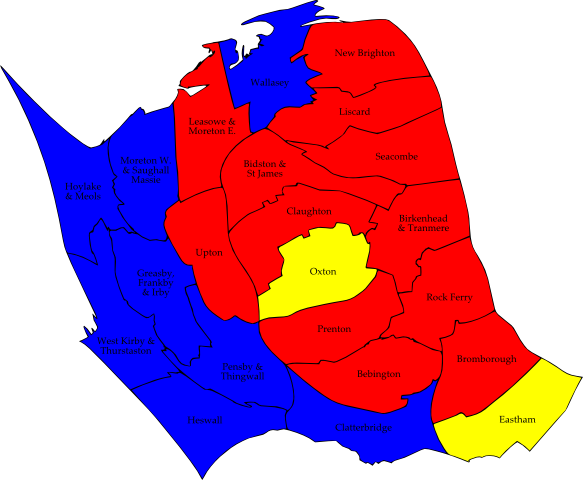 New Brighton
Wallasey
Liscard
Leasowe &
Moreton E.
Seacombe
Moreton W.
& Saughall
Massie
Bidston &
St James
Hoylake
& Meols
Claughton
Birkenhead
& Tranmere
Upton
Oxton
Greasby
Frankby
& Irby
Rock Ferry
Prenton
West Kirby &
Thurstaston
Bromborough
Pensby &
Thingwall
Bebington
Heswall
Clatterbridge
Eastham